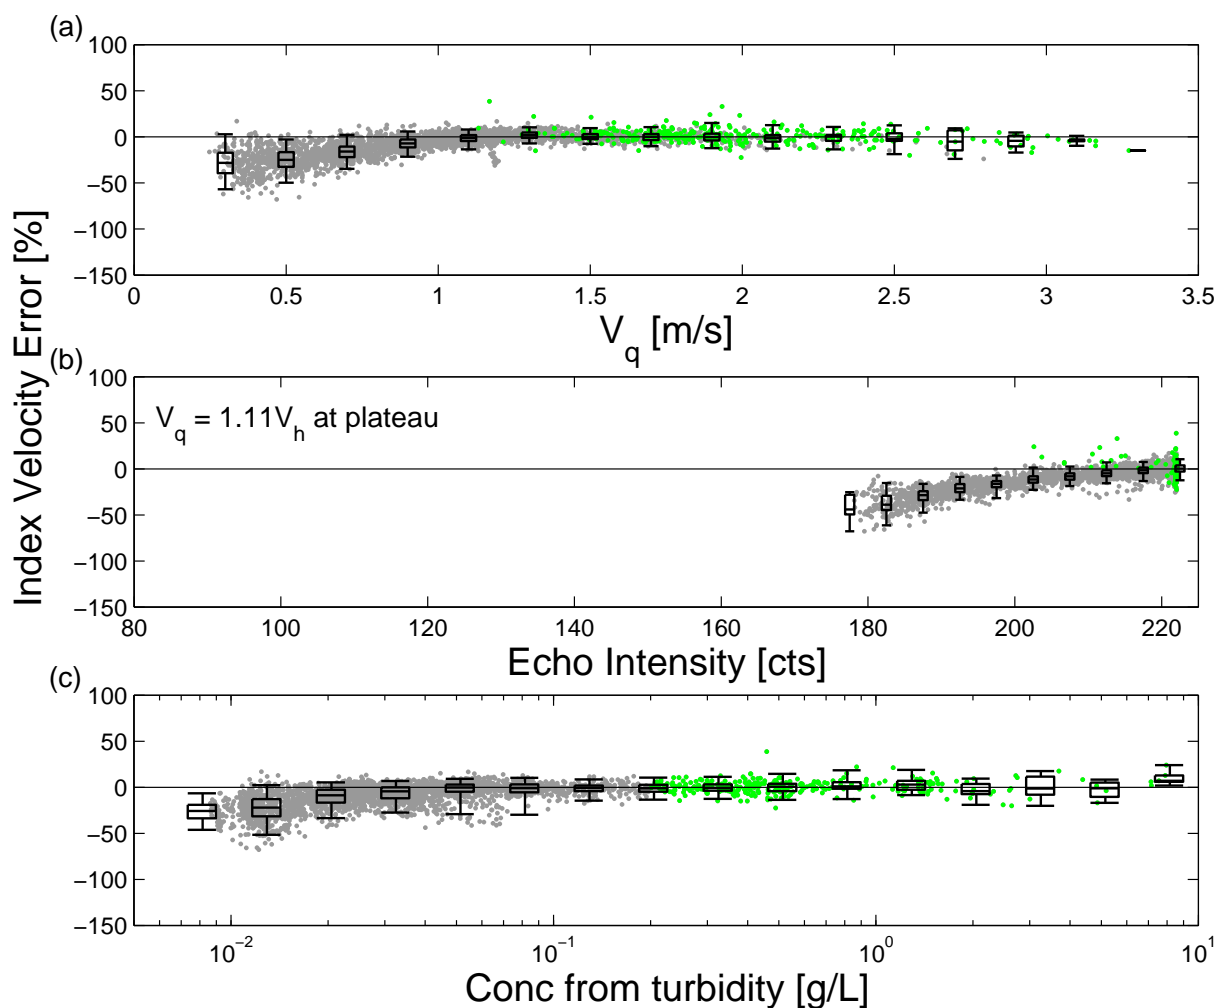 (a)
100
50
0
−50
−100
−150
0 0.5 1 1.5 2 2.5 3 3.5
V_q [m/s]
Index Velocity Error [%]
(b)
100
50
0
−50
−100
−150
V_q = 1.11V_h at plateau
80 100 120 140 160 180 200 220
Echo Intensity [cts]
(c)
100
50
0
−50
−100
−150
10^−2 10^−1 10^0 10^1
Conc from turbidity [g/L]